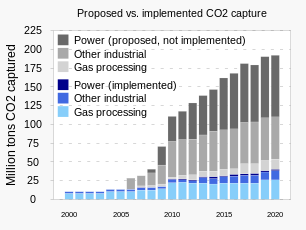 Proposed vs. implemented CO2 capture
Million tons CO2 captured
225
200
175
150
125
100
75
50
25
0
Power (proposed, not implemented)
Other industrial
Gas processing
Power (implemented)
Other industrial
Gas processing
2000
2005
2010
2015
2020